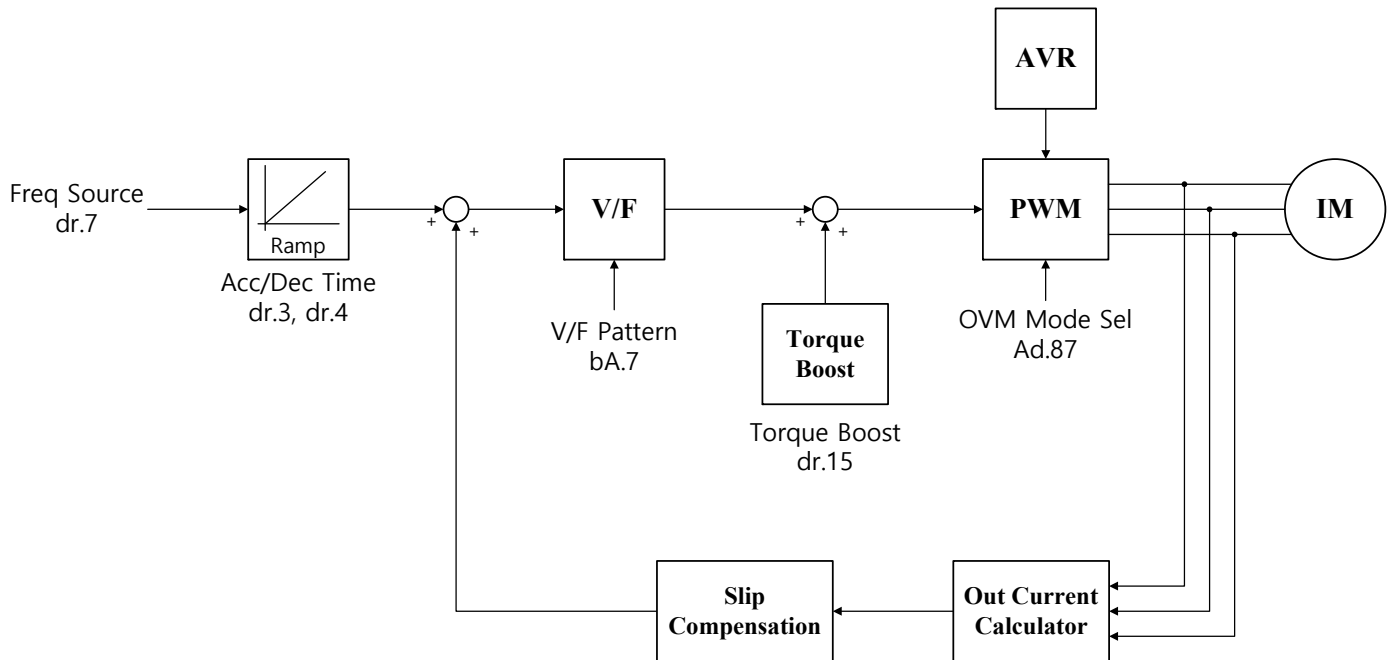 AVR
Freq Source
dr.7
Ramp
Acc/Dec Time
dr.3, dr.4
+
+
V/F
V/F Pattern
bA.7
+
+
Torque
Boost
Torque Boost
dr.15
PWM
OVM Mode Sel
Ad.87
IM
Slip
Compensation
Out Current
Calculator